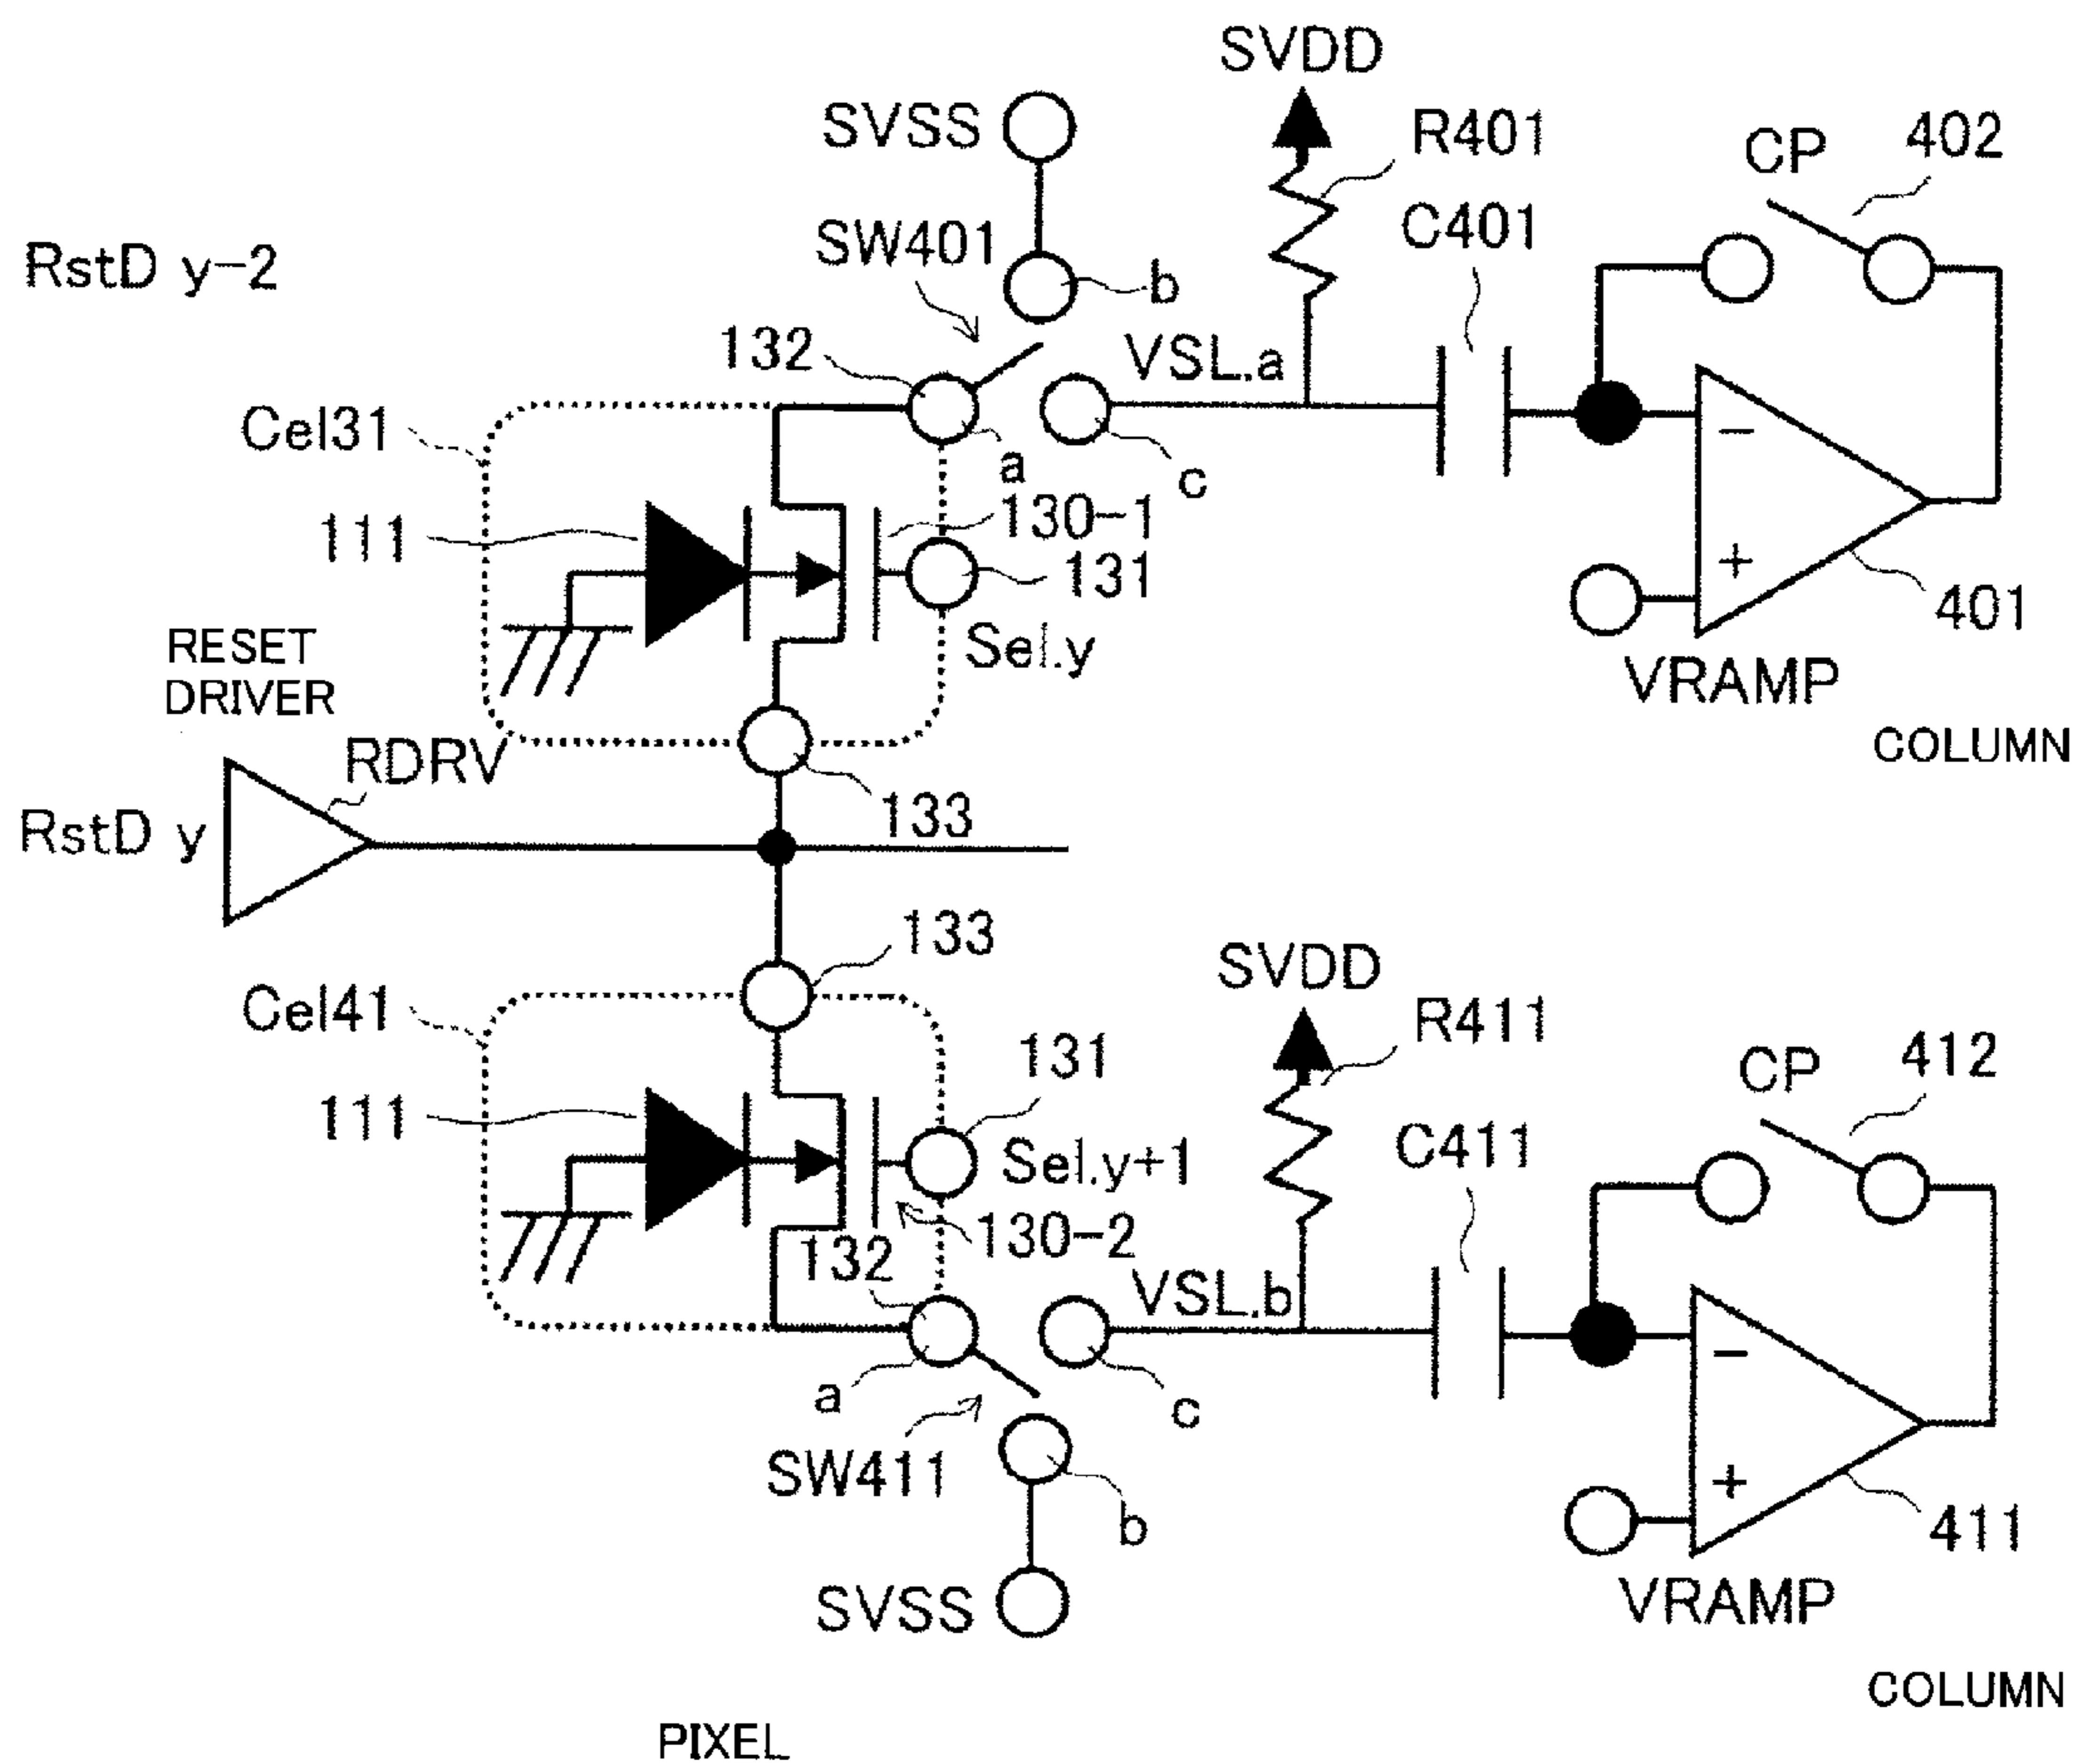 SVDD
SVSS
R401
CP
402
C401
RstD y-2
SW401
b
132
VSL.a
Cel31
a
c
-
111
130-1
131
+
401
Sel.y
RESET
DRIVER
VRAMP
COLUMN
RDRV
133
RstD y
133
SVDD
Cel41
R411
131
CP
412
111
C411
Sel.y+1
130-2
132
VSL.b
-
a
c
SW411
+
b
411
SVSS
VRAMP
COLUMN
PIXEL